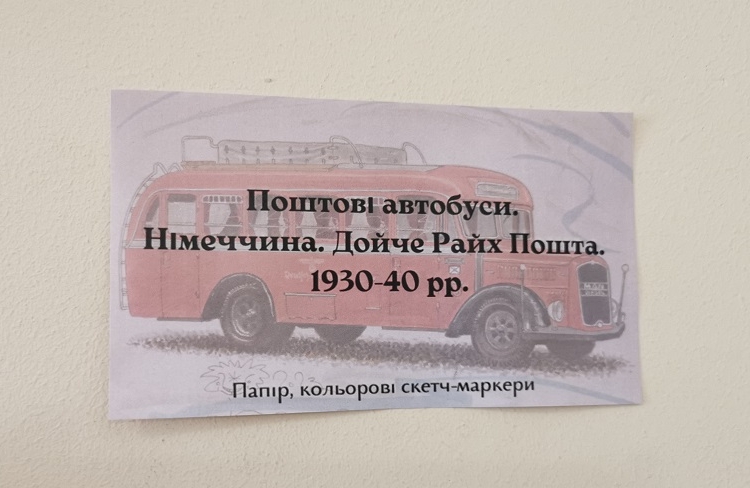 Поштові автобуси.
Німеччина. Дойче Райх Пошта.
1930-40 рр.
Папір, кольорові скетч-маркери